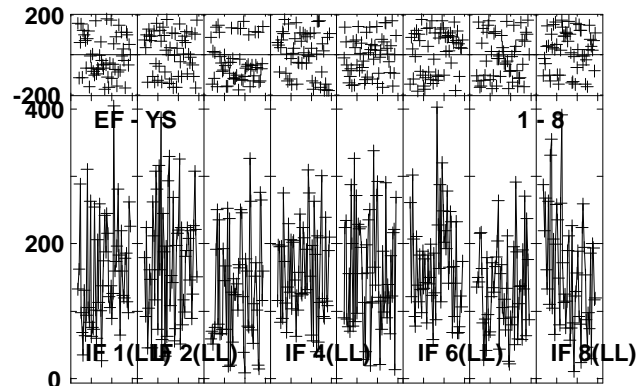 200
-200
400
EF - YS 1 - 8
200
IF 1(LL) IF 2(LL) IF 4(LL) IF 6(LL) IF 8(LL)
0